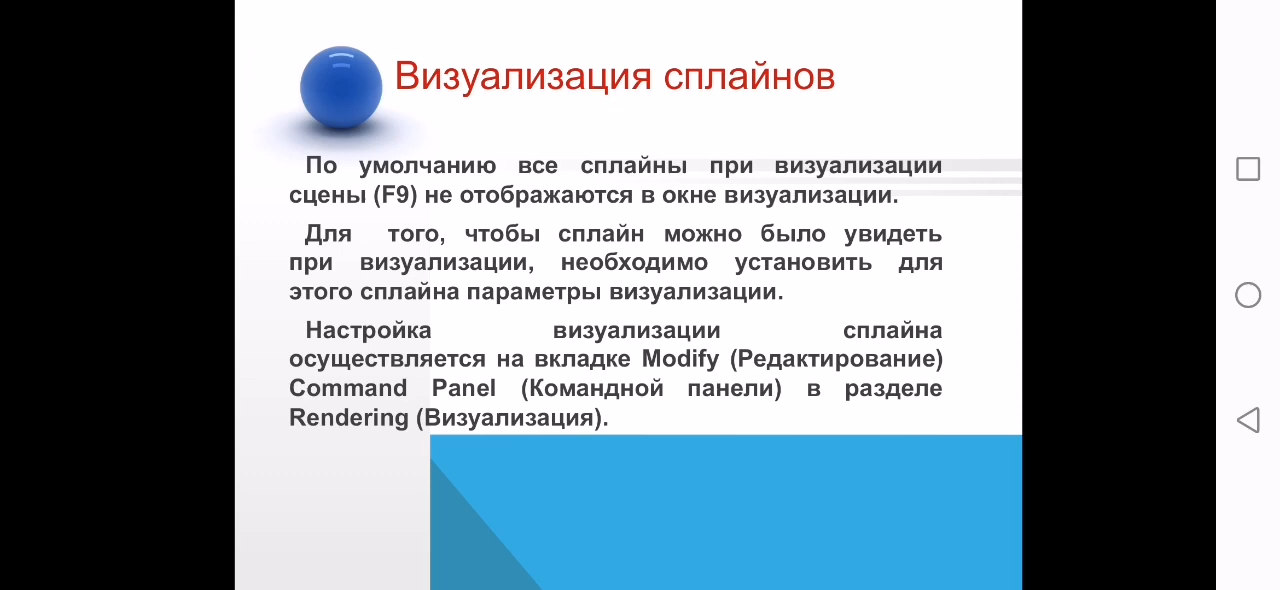 Визуализация сплайнов
По умолчанию все сплайны при визуализации
сцены (F9) не отображаются в окне визуализации.
Для того, чтобы сплайн можно было увидеть
при визуализации, необходимо установить для
этого сплайна параметры визуализации.
Настройка визуализации сплайна
осуществляется на вкладке Modify (Редактирование)
Command Panel (Командной панели) в разделе
Rendering (Визуализация).